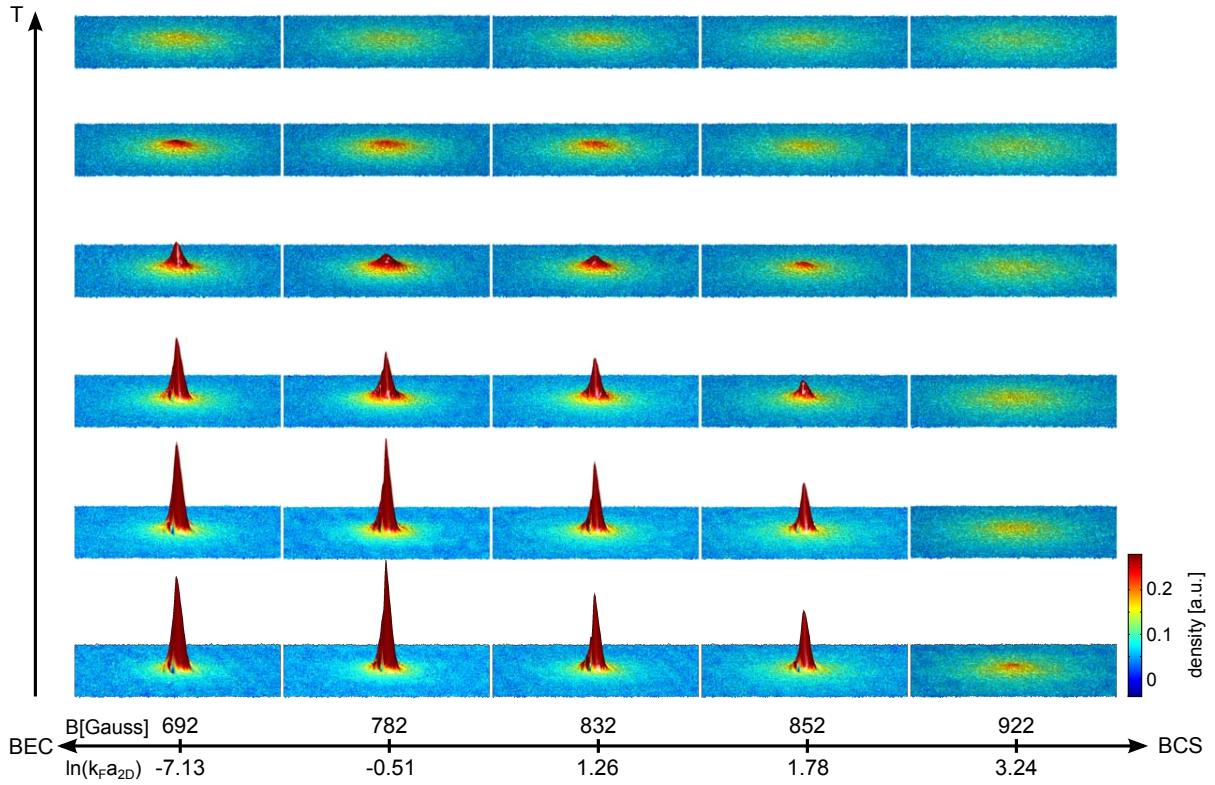 T
0.2
0.1
0
density [a.u.]
B[Gauss] 692 782 832 852 922
BEC BCS
ln(kFa2D) -7.13 -0.51 1.26 1.78 3.24